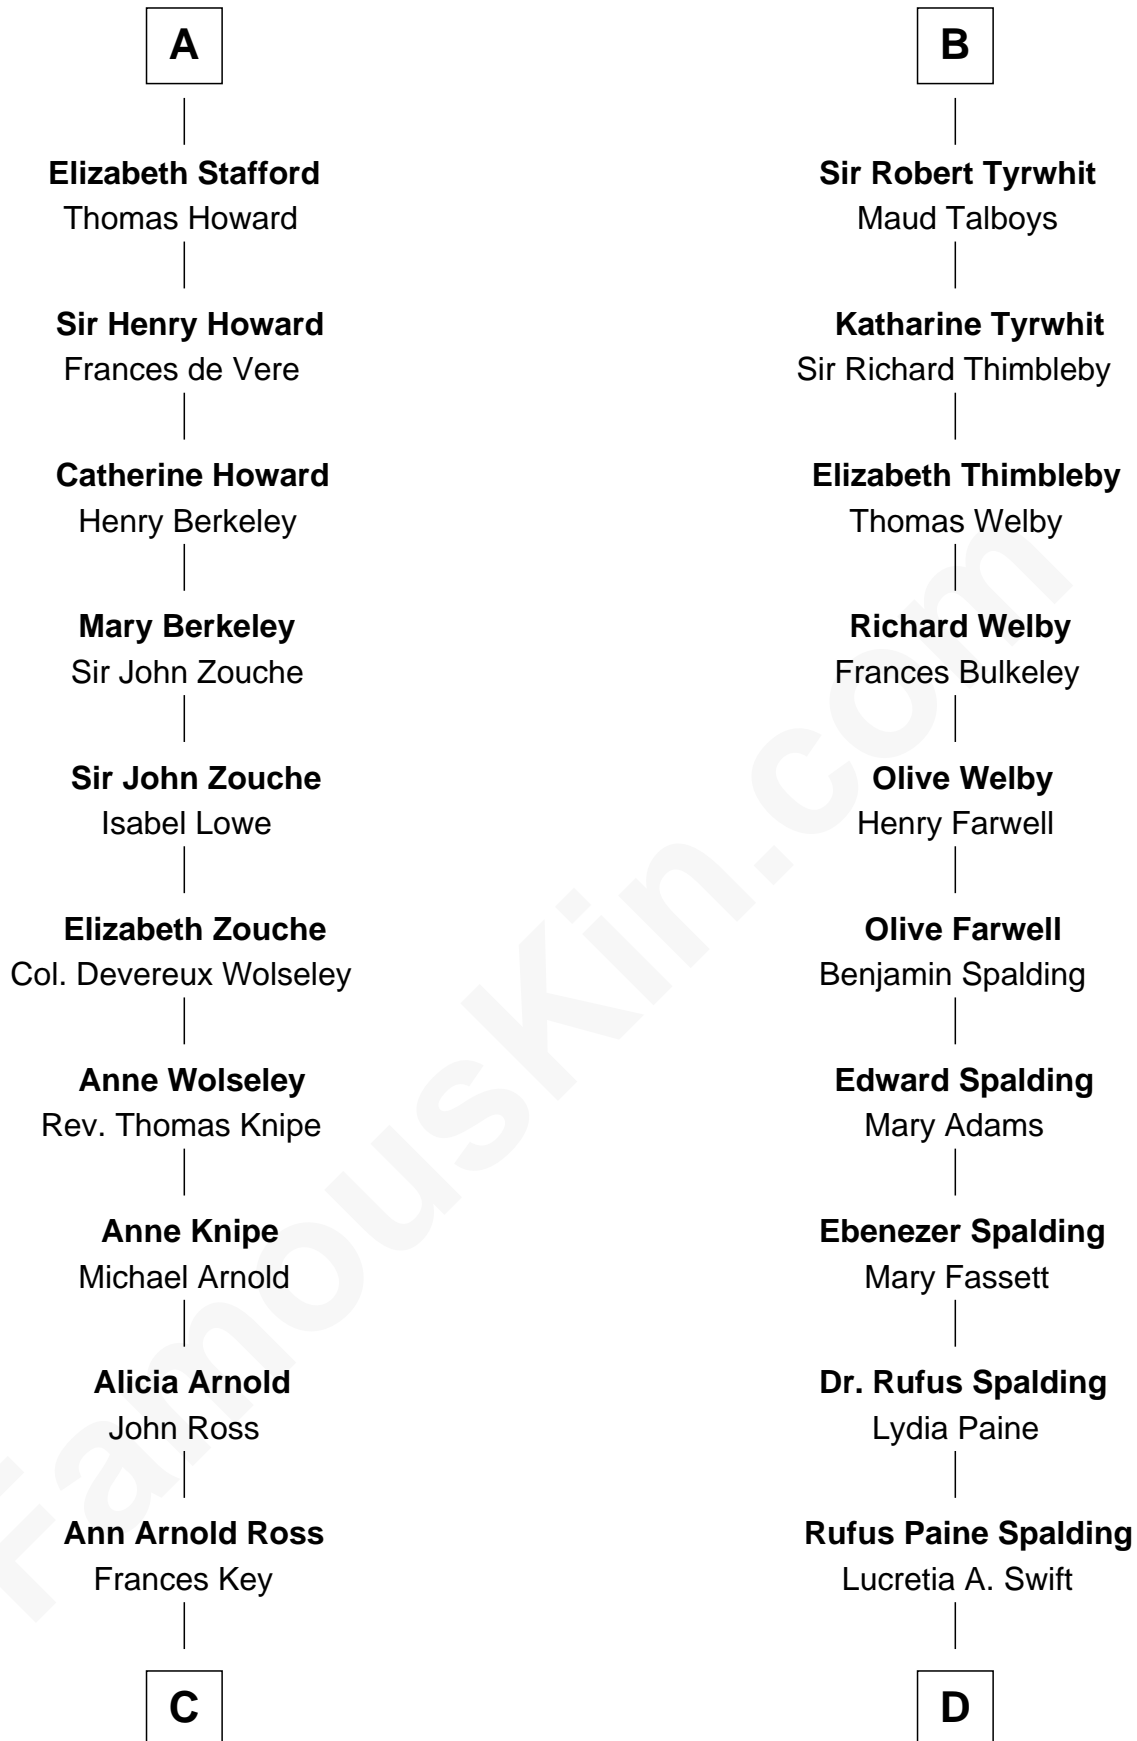 A
Elizabeth Stafford
Thomas Howard
Sir Henry Howard
Frances de Vere
Catherine Howard
Henry Berkeley
Mary Berkeley
Sir John Zouche
Sir John Zouche
Isabel Lowe
Elizabeth Zouche
Col. Devereux Wolseley
Anne Wolseley
Rev. Thomas Knipe
Anne Knipe
Michael Arnold
Alicia Arnold
John Ross
Ann Arnold Ross
Frances Key
C
B
Sir Robert Tyrwhit
Maud Talboys
Katharine Tyrwhit
Sir Richard Thimbleby
Elizabeth Thimbleby
Thomas Welby
Richard Welby
Frances Bulkeley
Olive Welby
Henry Farwell
Olive Farwell
Benjamin Spalding
Edward Spalding
Mary Adams
Ebenezer Spalding
Mary Fassett
Dr. Rufus Spalding
Lydia Paine
Rufus Paine Spalding
Lucretia A. Swift
D
FamousKin.com